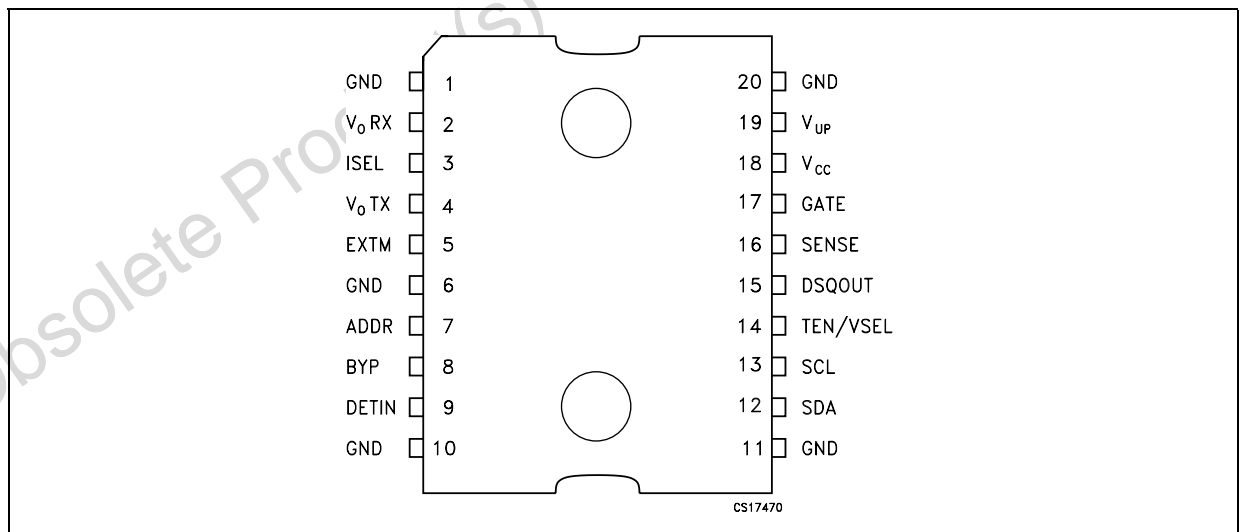 GND 1 20 GND
V₀ RX 2 19 V_UP
ISEL 3 18 V_CC
V₀ TX 4 17 GATE
EXTM 5 16 SENSE
GND 6 15 DSQOUT
ADDR 7 14 TEN/VSEL
BYP 8 13 SCL
DETIN 9 12 SDA
GND 10 11 GND
CS17470